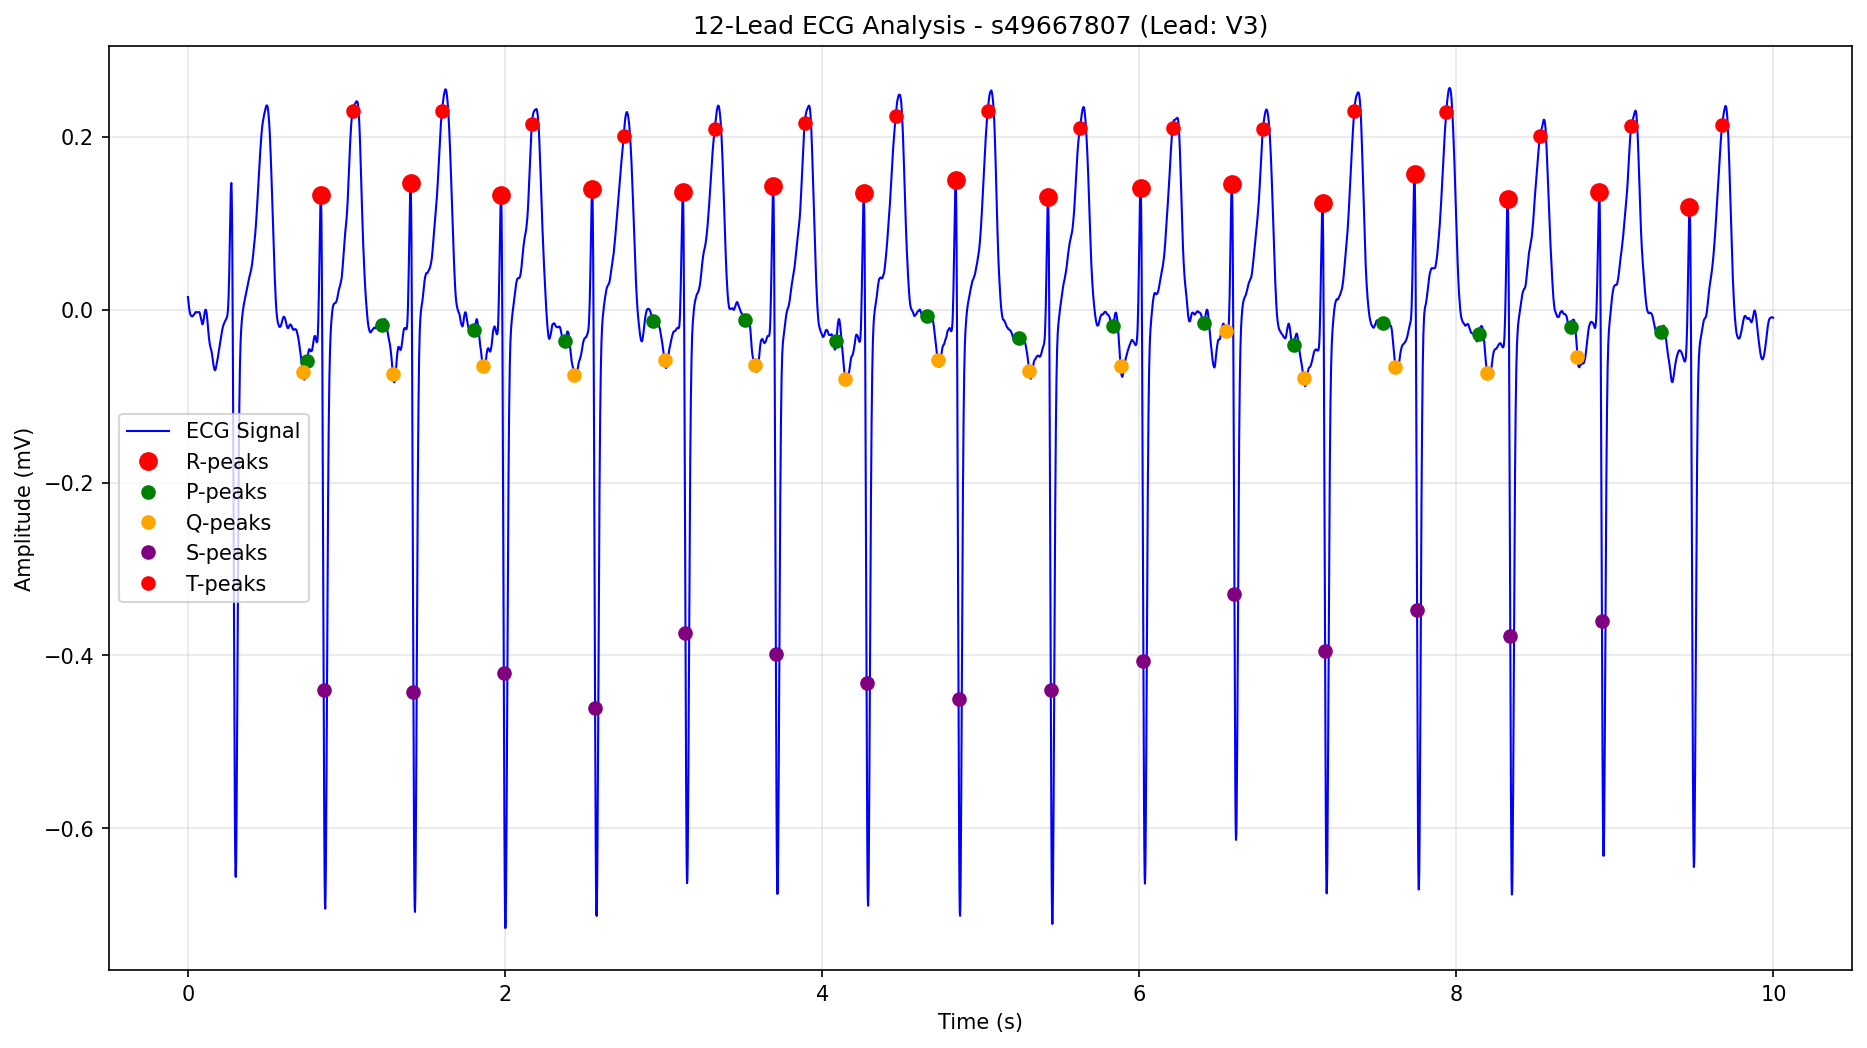 12-Lead ECG Analysis - s49667807 (Lead: V3)
Amplitude (mV)
0.2
0.0
−0.2
−0.4
−0.6
ECG Signal
R-peaks
P-peaks
Q-peaks
S-peaks
T-peaks
0 2 4 6 8 10
Time (s)